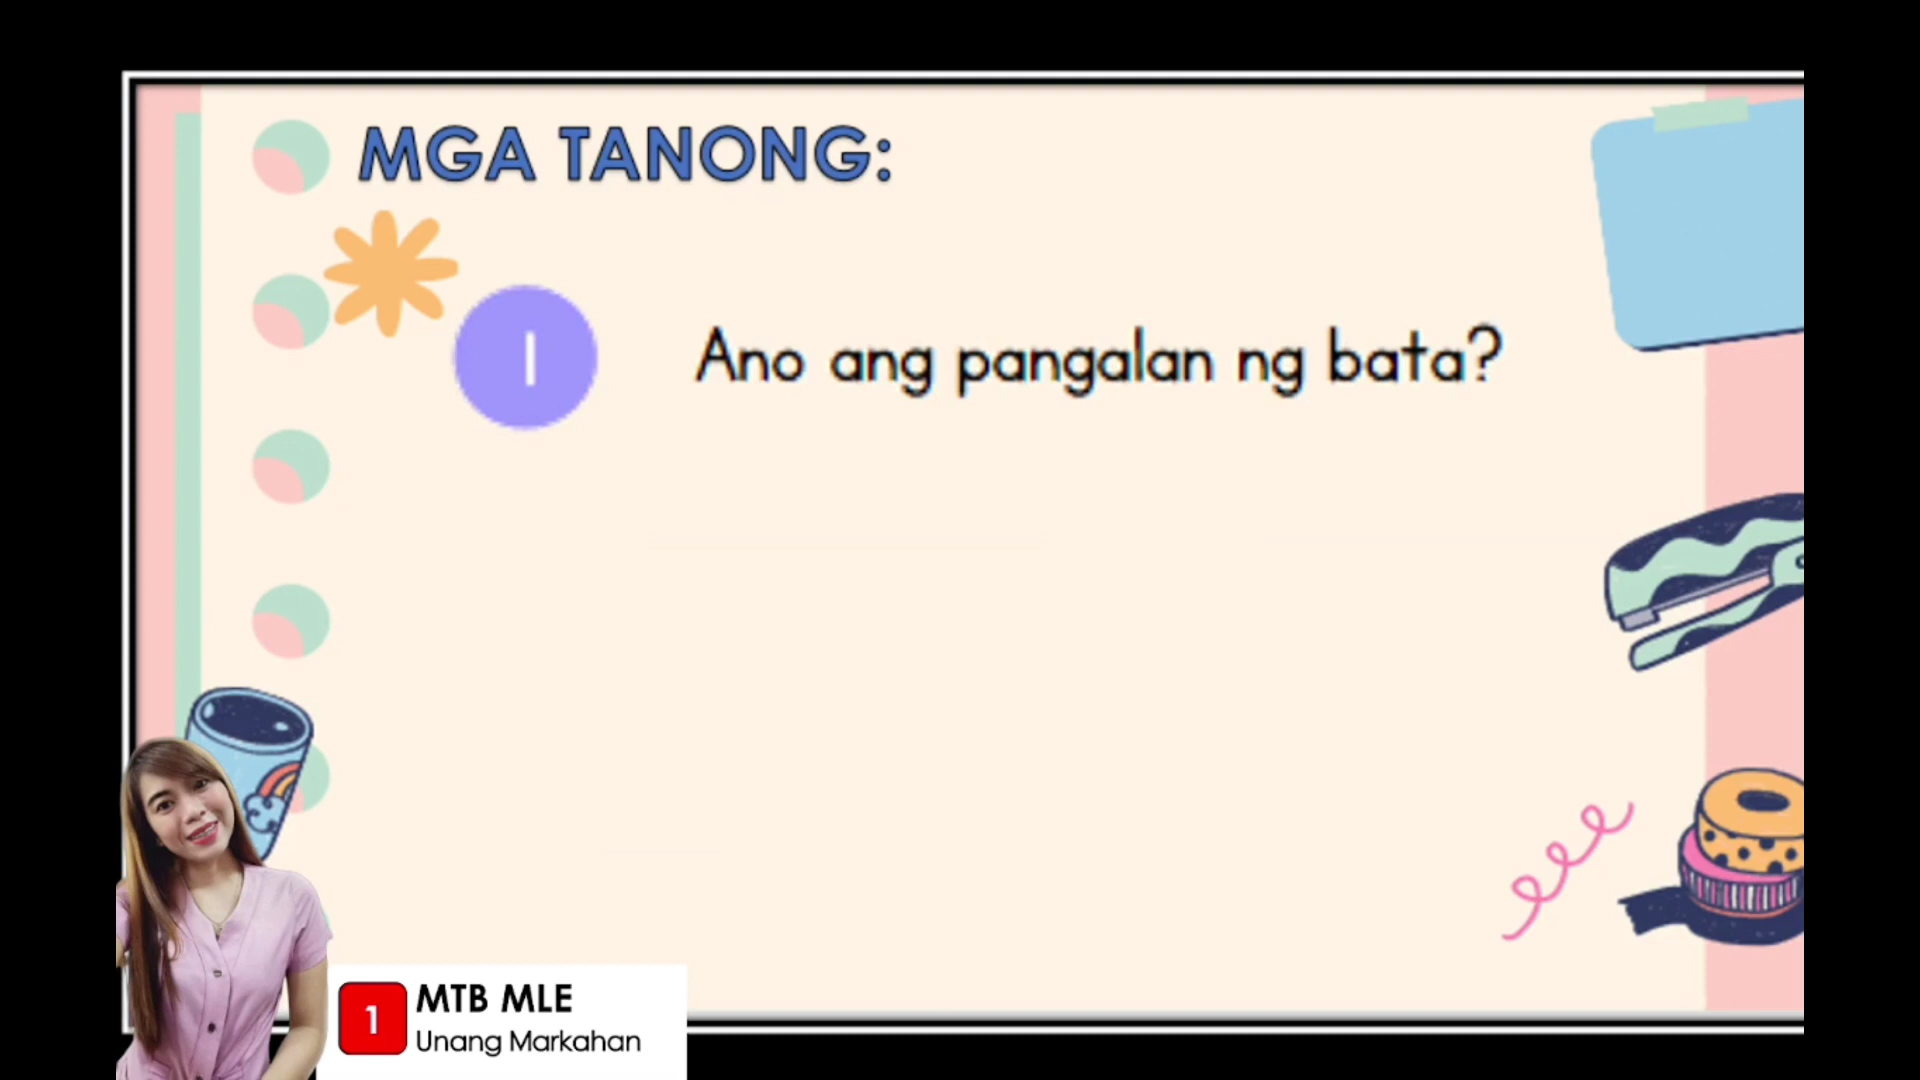 MGA TANONG:
1
Ano ang pangalan ng bata?
1
MTB MLE
Unang Markahan